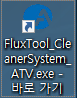 FluxTool_Cle
anerSystem_
ATV.exe -
바로 가기